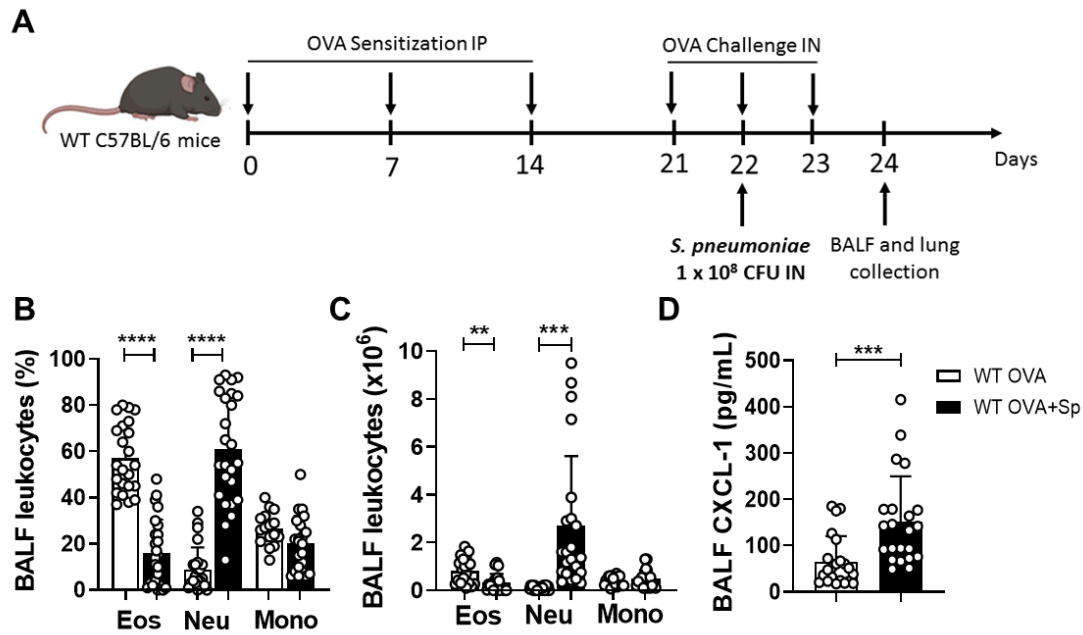 A
OVA Sensitization IP
OVA Challenge IN
WT C57BL/6 mice
0 7 14 21 22 23 24 Days
S. pneumoniae
1 x 10⁸ CFU IN
BALF and lung
collection
B
BALF leukocytes (%)
100
80
60
40
20
0
**** ****
Eos Neu Mono
C
BALF leukocytes (x10⁶)
10
8
6
4
2
0
** ***
Eos Neu Mono
D
BALF CXCL-1 (pg/mL)
500
400
300
200
100
0
***
WT OVA
WT OVA+Sp